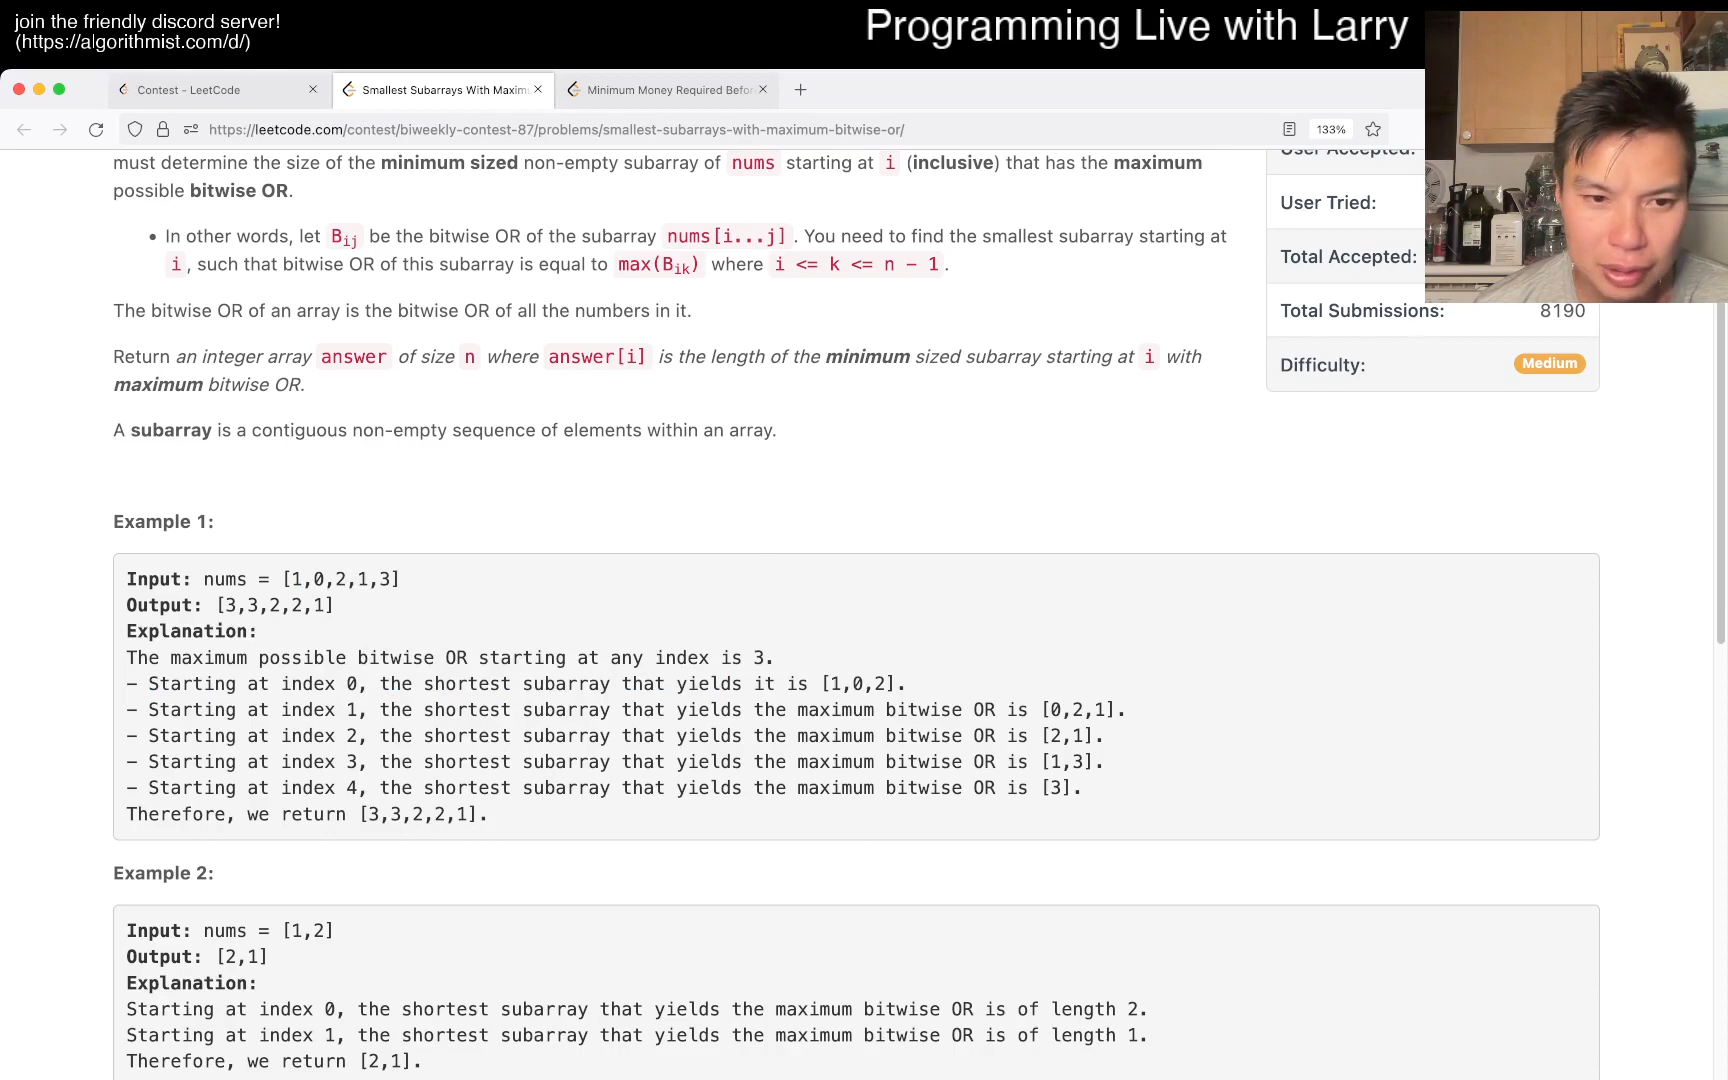 join the friendly discord server!
(https://algorithmist.com/d/)
Programming Live with Larry
Contest - LeetCode
Smallest Subarrays With Maxim
Minimum Money Required Befor
https://leetcode.com/contest/biweekly-contest-87/problems/smallest-subarrays-with-maximum-bitwise-or/
133%
must determine the size of the minimum sized non-empty subarray of nums starting at i (inclusive) that has the maximum
possible bitwise OR.
• In other words, let Bij be the bitwise OR of the subarray nums[i...j]. You need to find the smallest subarray starting at
i, such that bitwise OR of this subarray is equal to max(Bik) where i <= k <= n - 1.
The bitwise OR of an array is the bitwise OR of all the numbers in it.
Return an integer array answer of size n where answer[i] is the length of the minimum sized subarray starting at i with
maximum bitwise OR.
A subarray is a contiguous non-empty sequence of elements within an array.
User Accepted:
User Tried:
Total Accepted:
Total Submissions: 8190
Difficulty: Medium
Example 1:
Input: nums = [1,0,2,1,3]
Output: [3,3,2,2,1]
Explanation:
The maximum possible bitwise OR starting at any index is 3.
- Starting at index 0, the shortest subarray that yields it is [1,0,2].
- Starting at index 1, the shortest subarray that yields the maximum bitwise OR is [0,2,1].
- Starting at index 2, the shortest subarray that yields the maximum bitwise OR is [2,1].
- Starting at index 3, the shortest subarray that yields the maximum bitwise OR is [1,3].
- Starting at index 4, the shortest subarray that yields the maximum bitwise OR is [3].
Therefore, we return [3,3,2,2,1].
Example 2:
Input: nums = [1,2]
Output: [2,1]
Explanation:
Starting at index 0, the shortest subarray that yields the maximum bitwise OR is of length 2.
Starting at index 1, the shortest subarray that yields the maximum bitwise OR is of length 1.
Therefore, we return [2,1].